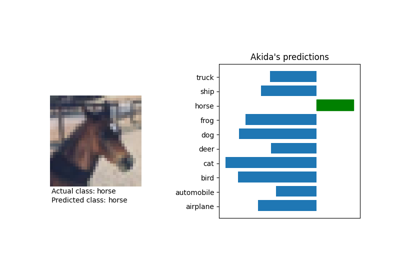 Akida's predictions
truck
ship
horse
frog
dog
deer
cat
bird
automobile
airplane
Actual class: horse
Predicted class: horse